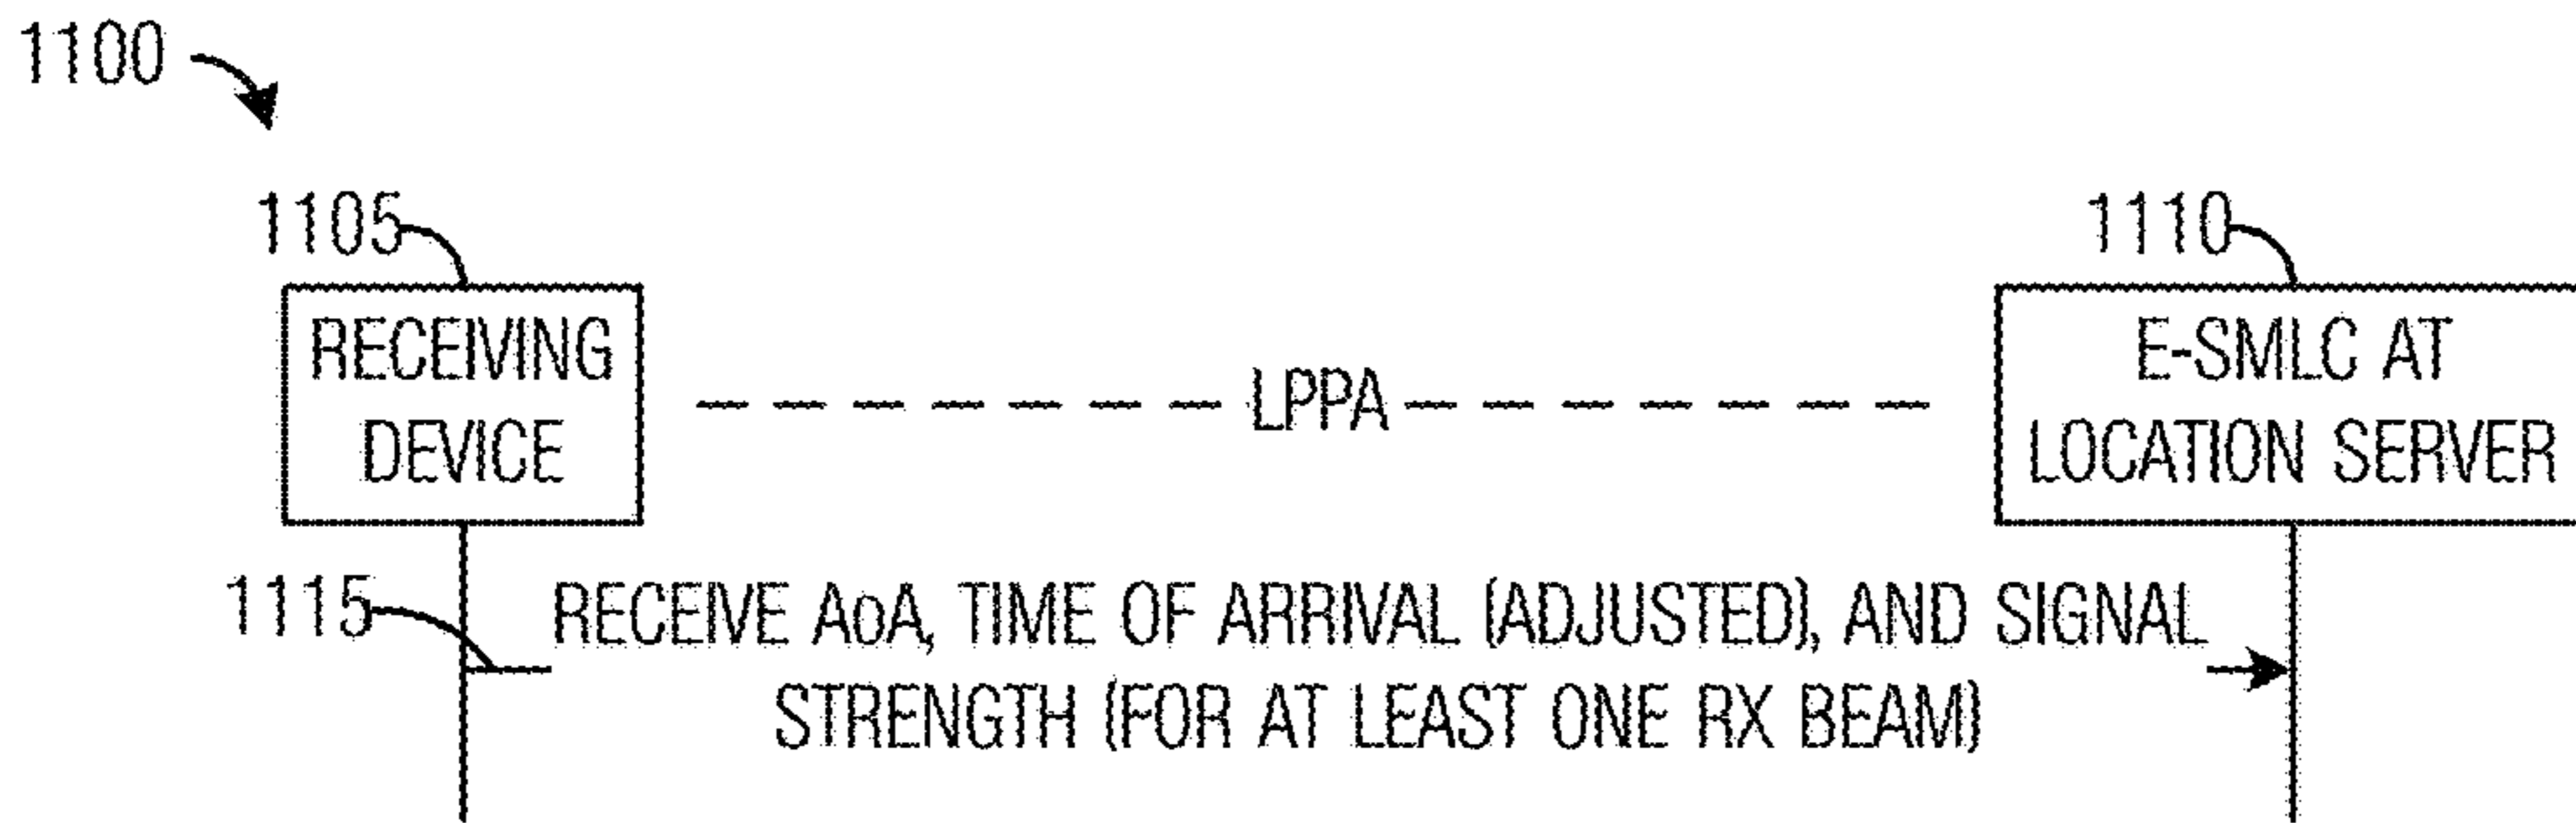 1100
1105
1110
RECEIVING
DEVICE
LPPA
E-SMLC AT
LOCATION SERVER
1115
RECEIVE AoA, TIME OF ARRIVAL (ADJUSTED), AND SIGNAL
STRENGTH (FOR AT LEAST ONE RX BEAM)